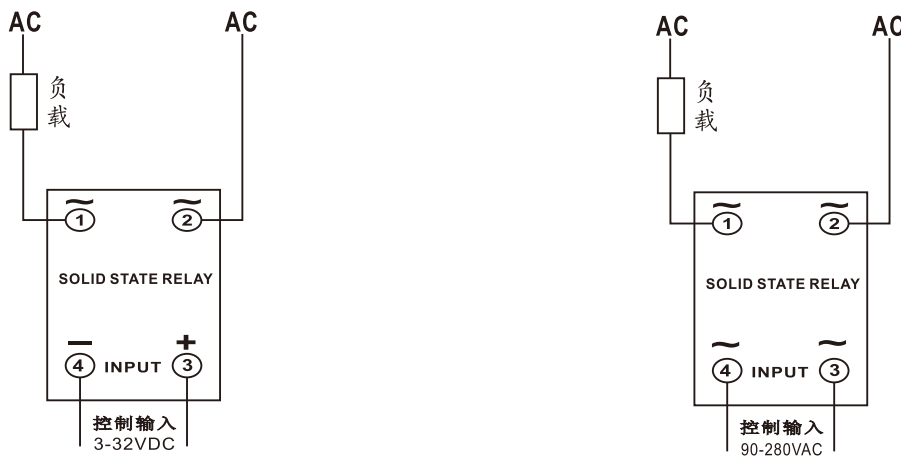 AC
AC
负载
~ ~
1 2
SOLID STATE RELAY
− +
4 INPUT 3
控制输入
3-32VDC
AC
AC
负载
~ ~
1 2
SOLID STATE RELAY
~ ~
4 INPUT 3
控制输入
90-280VAC